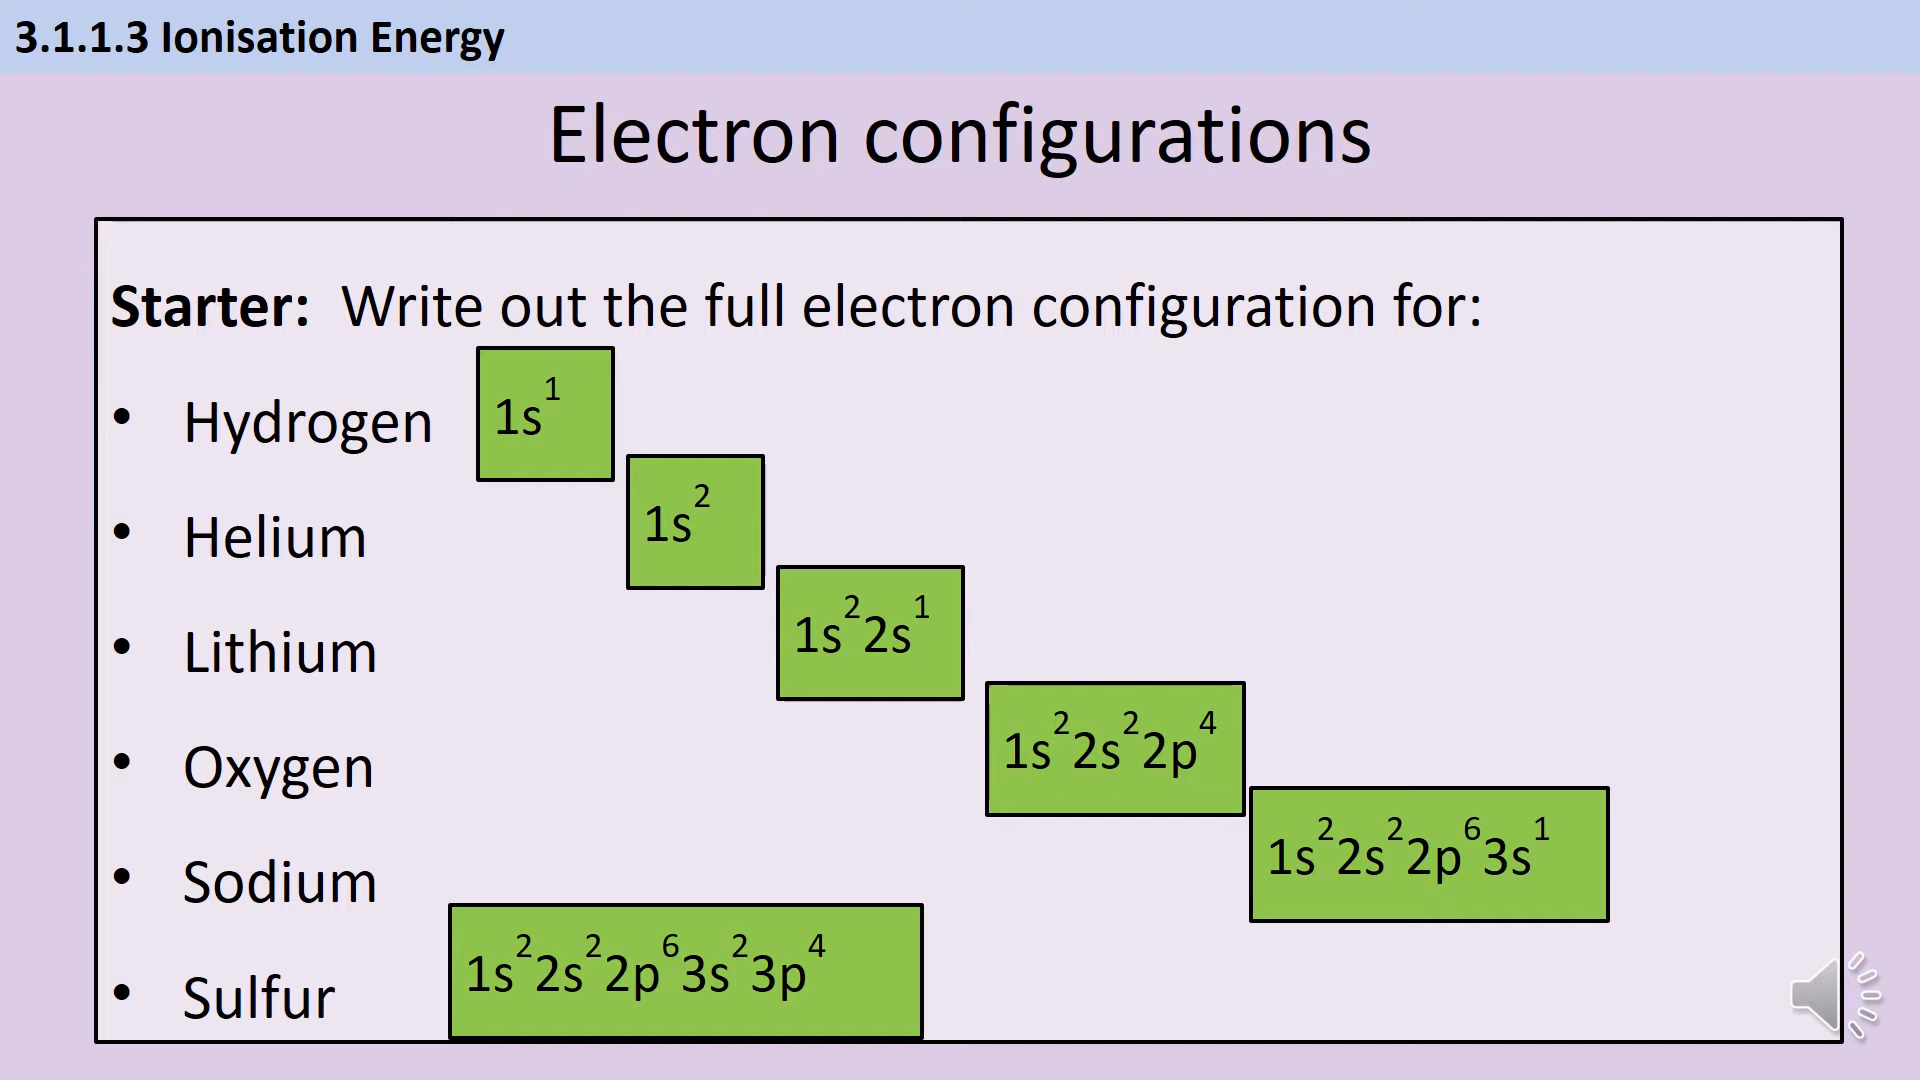 3.1.1.3 Ionisation Energy
Electron configurations
Starter: Write out the full electron configuration for:
• Hydrogen 1s¹
• Helium 1s²
• Lithium 1s²2s¹
• Oxygen 1s²2s²2p⁴
• Sodium 1s²2s²2p⁶3s¹
• Sulfur 1s²2s²2p⁶3s²3p⁴